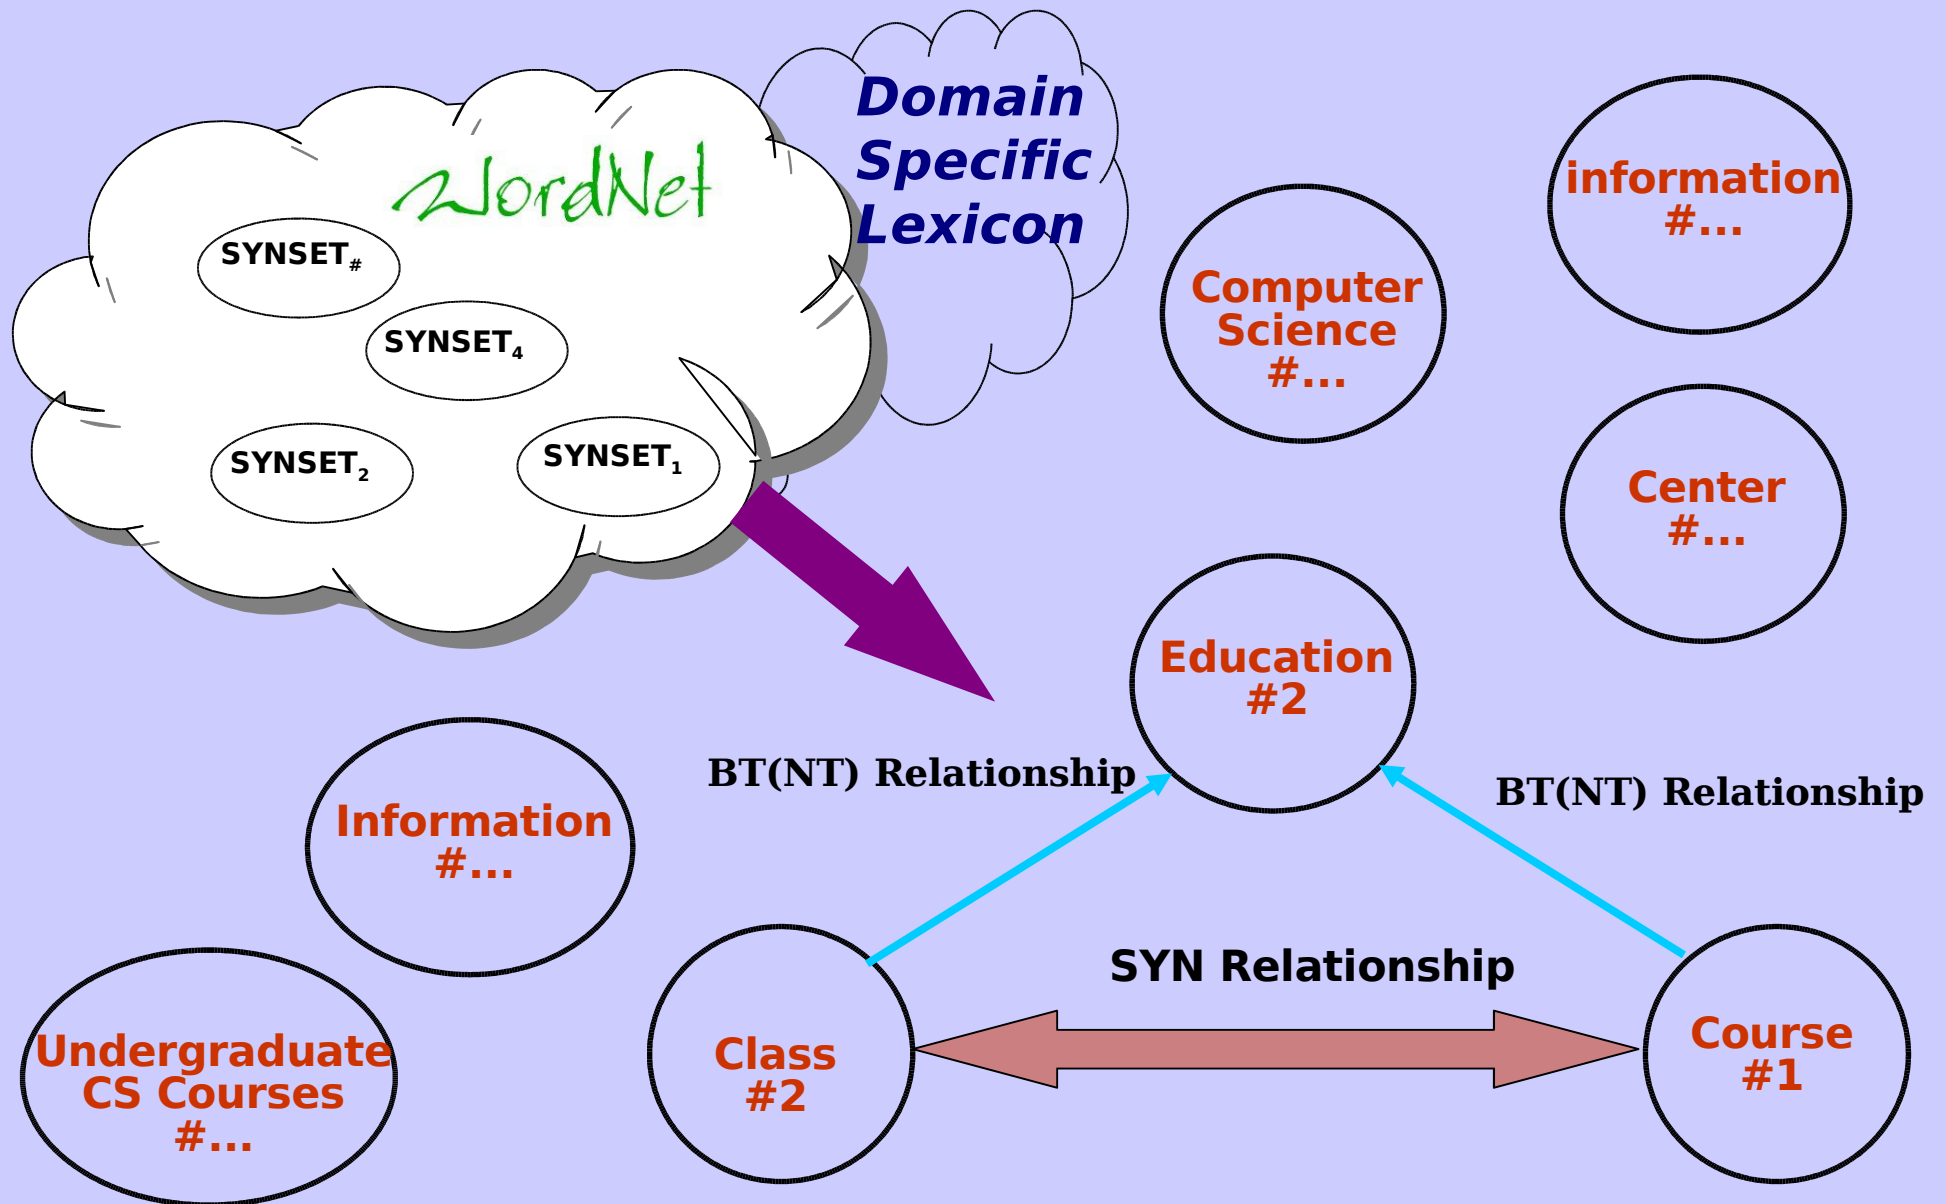 WordNet
Domain
Specific
Lexicon
SYNSET#
SYNSET4
SYNSET2
SYNSET1
information
#...
Computer
Science
#...
Center
#...
Education
#2
BT(NT) Relationship
BT(NT) Relationship
Information
#...
SYN Relationship
Undergraduate
CS Courses
#...
Class
#2
Course
#1